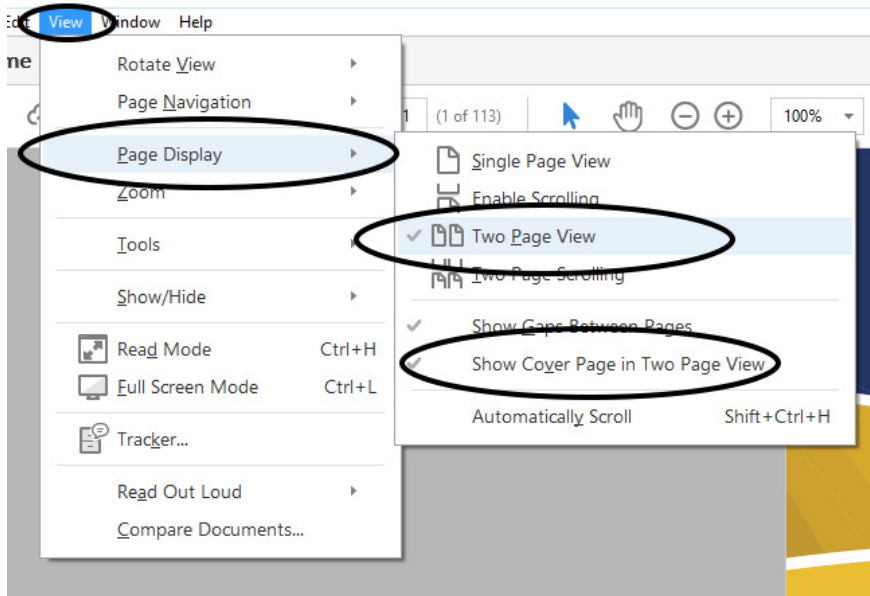 Edit View Window Help
me
Rotate View
Page Navigation
1 (1 of 113) 100%
Page Display
Zoom
Tools
Show/Hide
Read Mode Ctrl+H
Full Screen Mode Ctrl+L
Tracker...
Read Out Loud
Compare Documents...
Single Page View
Enable Scrolling
Two Page View
Two Page Scrolling
Show Gaps Between Pages
Show Cover Page in Two Page View
Automatically Scroll Shift+Ctrl+H